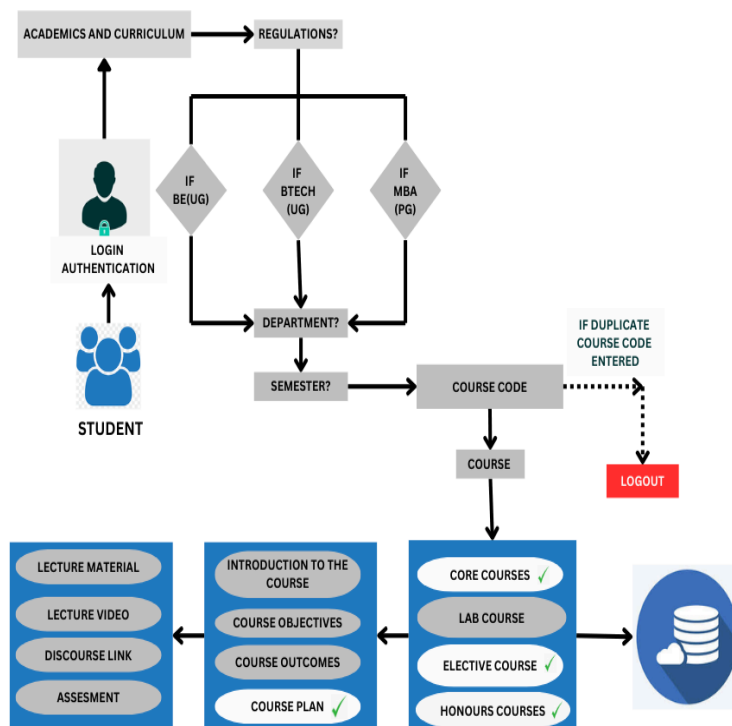 ACADEMICS AND CURRICULUM
REGULATIONS?
IF
BE(UG)
IF
BTECH
(UG)
IF
MBA
(PG)
LOGIN
AUTHENTICATION
STUDENT
DEPARTMENT?
SEMESTER?
COURSE CODE
IF DUPLICATE
COURSE CODE
ENTERED
LOGOUT
COURSE
LECTURE MATERIAL
LECTURE VIDEO
DISCOURSE LINK
ASSESMENT
INTRODUCTION TO THE
COURSE
COURSE OBJECTIVES
COURSE OUTCOMES
COURSE PLAN
CORE COURSES
LAB COURSE
ELECTIVE COURSE
HONOURS COURSES